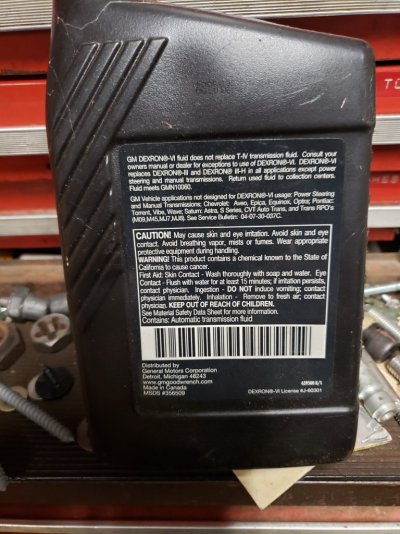 GM DEXRON®-VI fluid does not replace T-IV transmission fluid. Consult your
owners manual or dealer for exceptions to use of DEXRON®-VI. DEXRON®-VI
replaces DEXRON®-III and DEXRON® III-H in all applications except power
steering and manual transmissions. Return used fluid to collection centers.
Fluid meets GMN10060.
GM Vehicle applications not designed for DEXRON®-VI usage: Power Steering
and Manual Transmissions; Chevrolet: Aveo, Epica, Equinox, Optra; Pontiac:
Torrent, Vibe, Wave; Saturn: Astra, S Series, CVT Auto Trans, and Trans RPO's
(M09,M45,MJ7,MJ8). See Service Bulletin: 04-07-30-037C.
CAUTION! May cause skin and eye irritation. Avoid skin and eye
contact. Avoid breathing vapor, mists or fumes. Wear appropriate
protective equipment during handling.
WARNING! This product contains a chemical known to the State of
California to cause cancer.
First Aid: Skin Contact - Wash thoroughly with soap and water. Eye
Contact - Flush with water for at least 15 minutes; if irritation persists,
contact physician. Ingestion - DO NOT induce vomiting; contact
physician immediately. Inhalation - Remove to fresh air; contact
physician. KEEP OUT OF REACH OF CHILDREN.
See Material Safety Data Sheet for more information.
Contains: Automatic transmission fluid
Distributed by
General Motors Corporation
Detroit, Michigan 48243
www.gmgoodwrench.com
Made in Canada
MSDS #356509
DEXRON®-VI License #J-60301